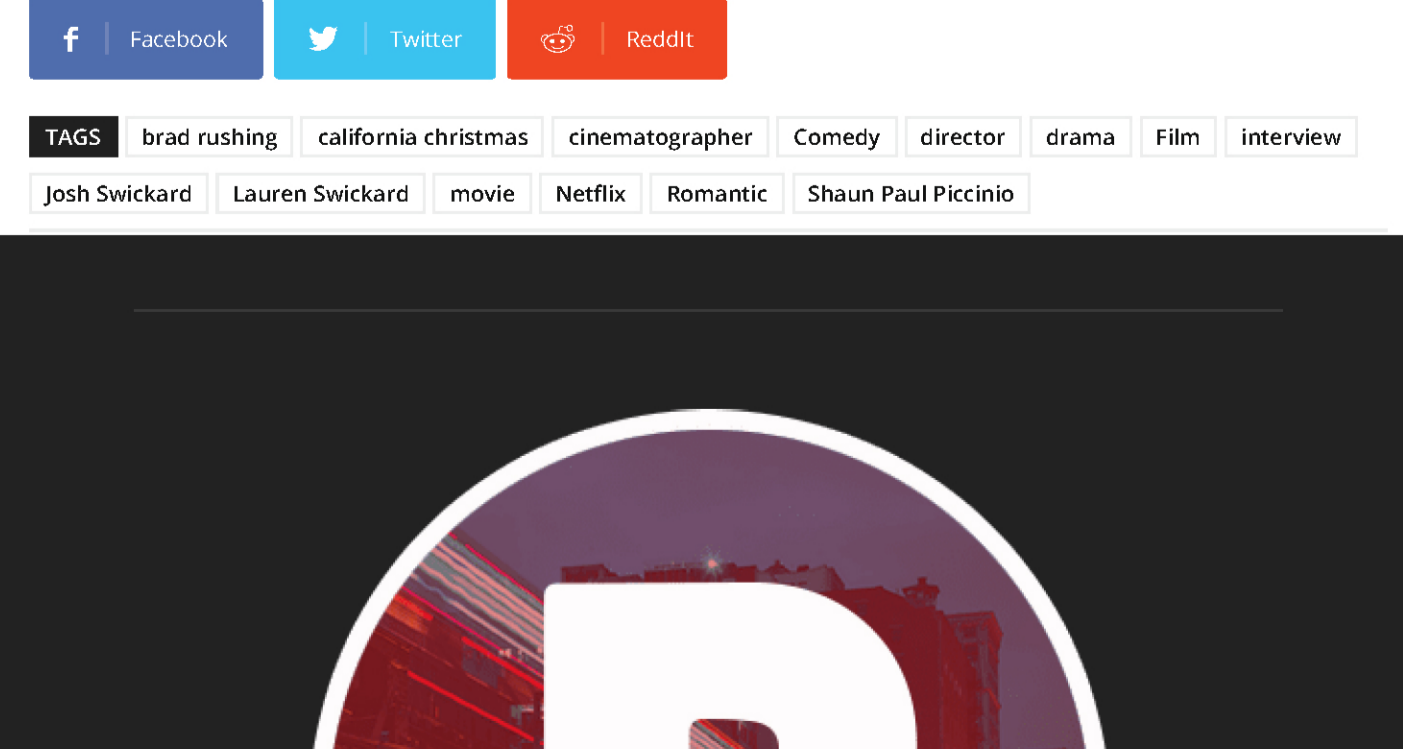 Facebook Twitter ReddIt
TAGS brad rushing california christmas cinematographer Comedy director drama Film interview
Josh Swickard Lauren Swickard movie Netflix Romantic Shaun Paul Piccinio